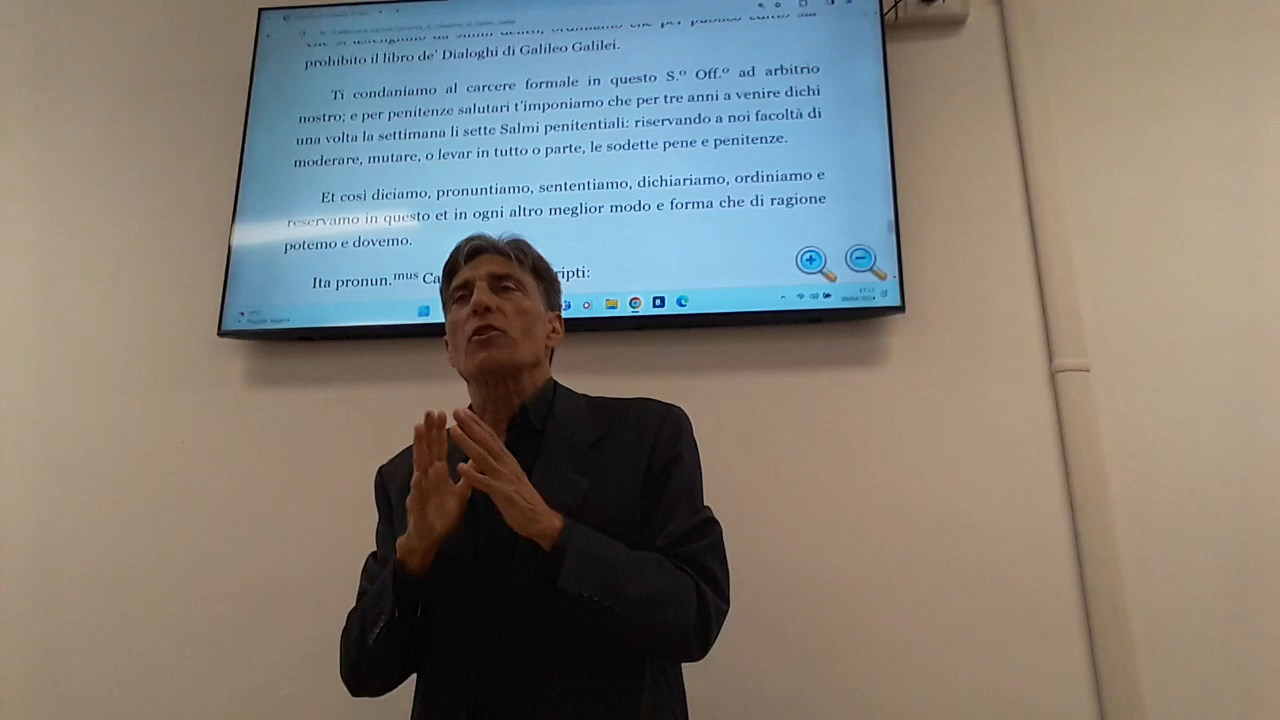 prohibito il libro de' Dialoghi di Galileo Galilei.
Ti condaniamo al carcere formale in questo S.º Off.º ad arbitrio
nostro; e per penitenze salutari t'imponiamo che per tre anni a venire dichi
una volta la settimana li sette Salmi penitentiali: riservando a noi facoltà di
moderare, mutare, o levar in tutto o parte, le sodette pene e penitenze.
Et così diciamo, pronuntiamo, sententiamo, dichiariamo, ordiniamo e
reservamo in questo et in ogni altro meglior modo e forma che di ragione
potemo e dovemo.
Ita pronun.mus Ca ripti: